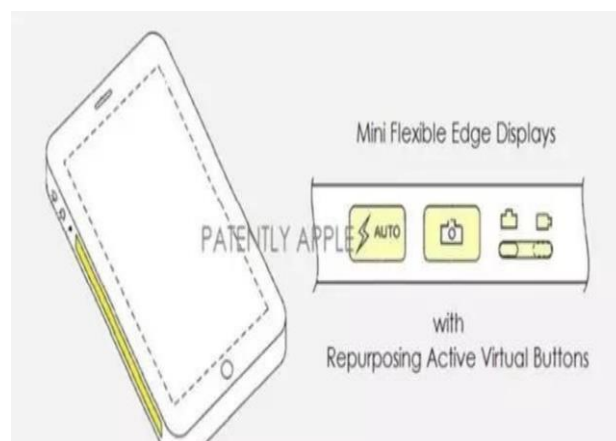 Mini Flexible Edge Displays
PATENTLY APPLE
AUTO
with
Repurposing Active Virtual Buttons